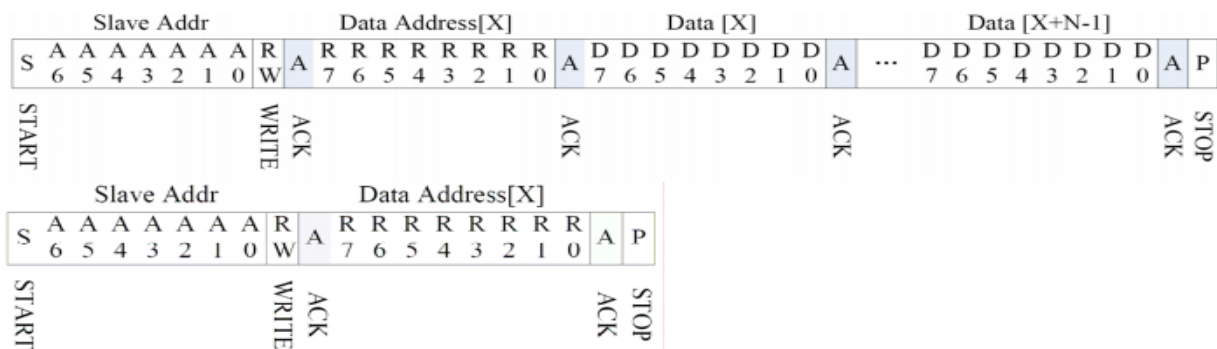 Slave Addr Data Address[X] Data [X] Data [X+N-1]
S A A A A A A A R A R R R R R R R R A D D D D D D D D A ... D D D D D D D D A P
6 5 4 3 2 1 0 W 7 6 5 4 3 2 1 0 7 6 5 4 3 2 1 0 7 6 5 4 3 2 1 0
START WRITE ACK ACK ACK ACK STOP
Slave Addr Data Address[X]
S A A A A A A A R A R R R R R R R R A P
6 5 4 3 2 1 0 W 7 6 5 4 3 2 1 0
START WRITE ACK ACK STOP